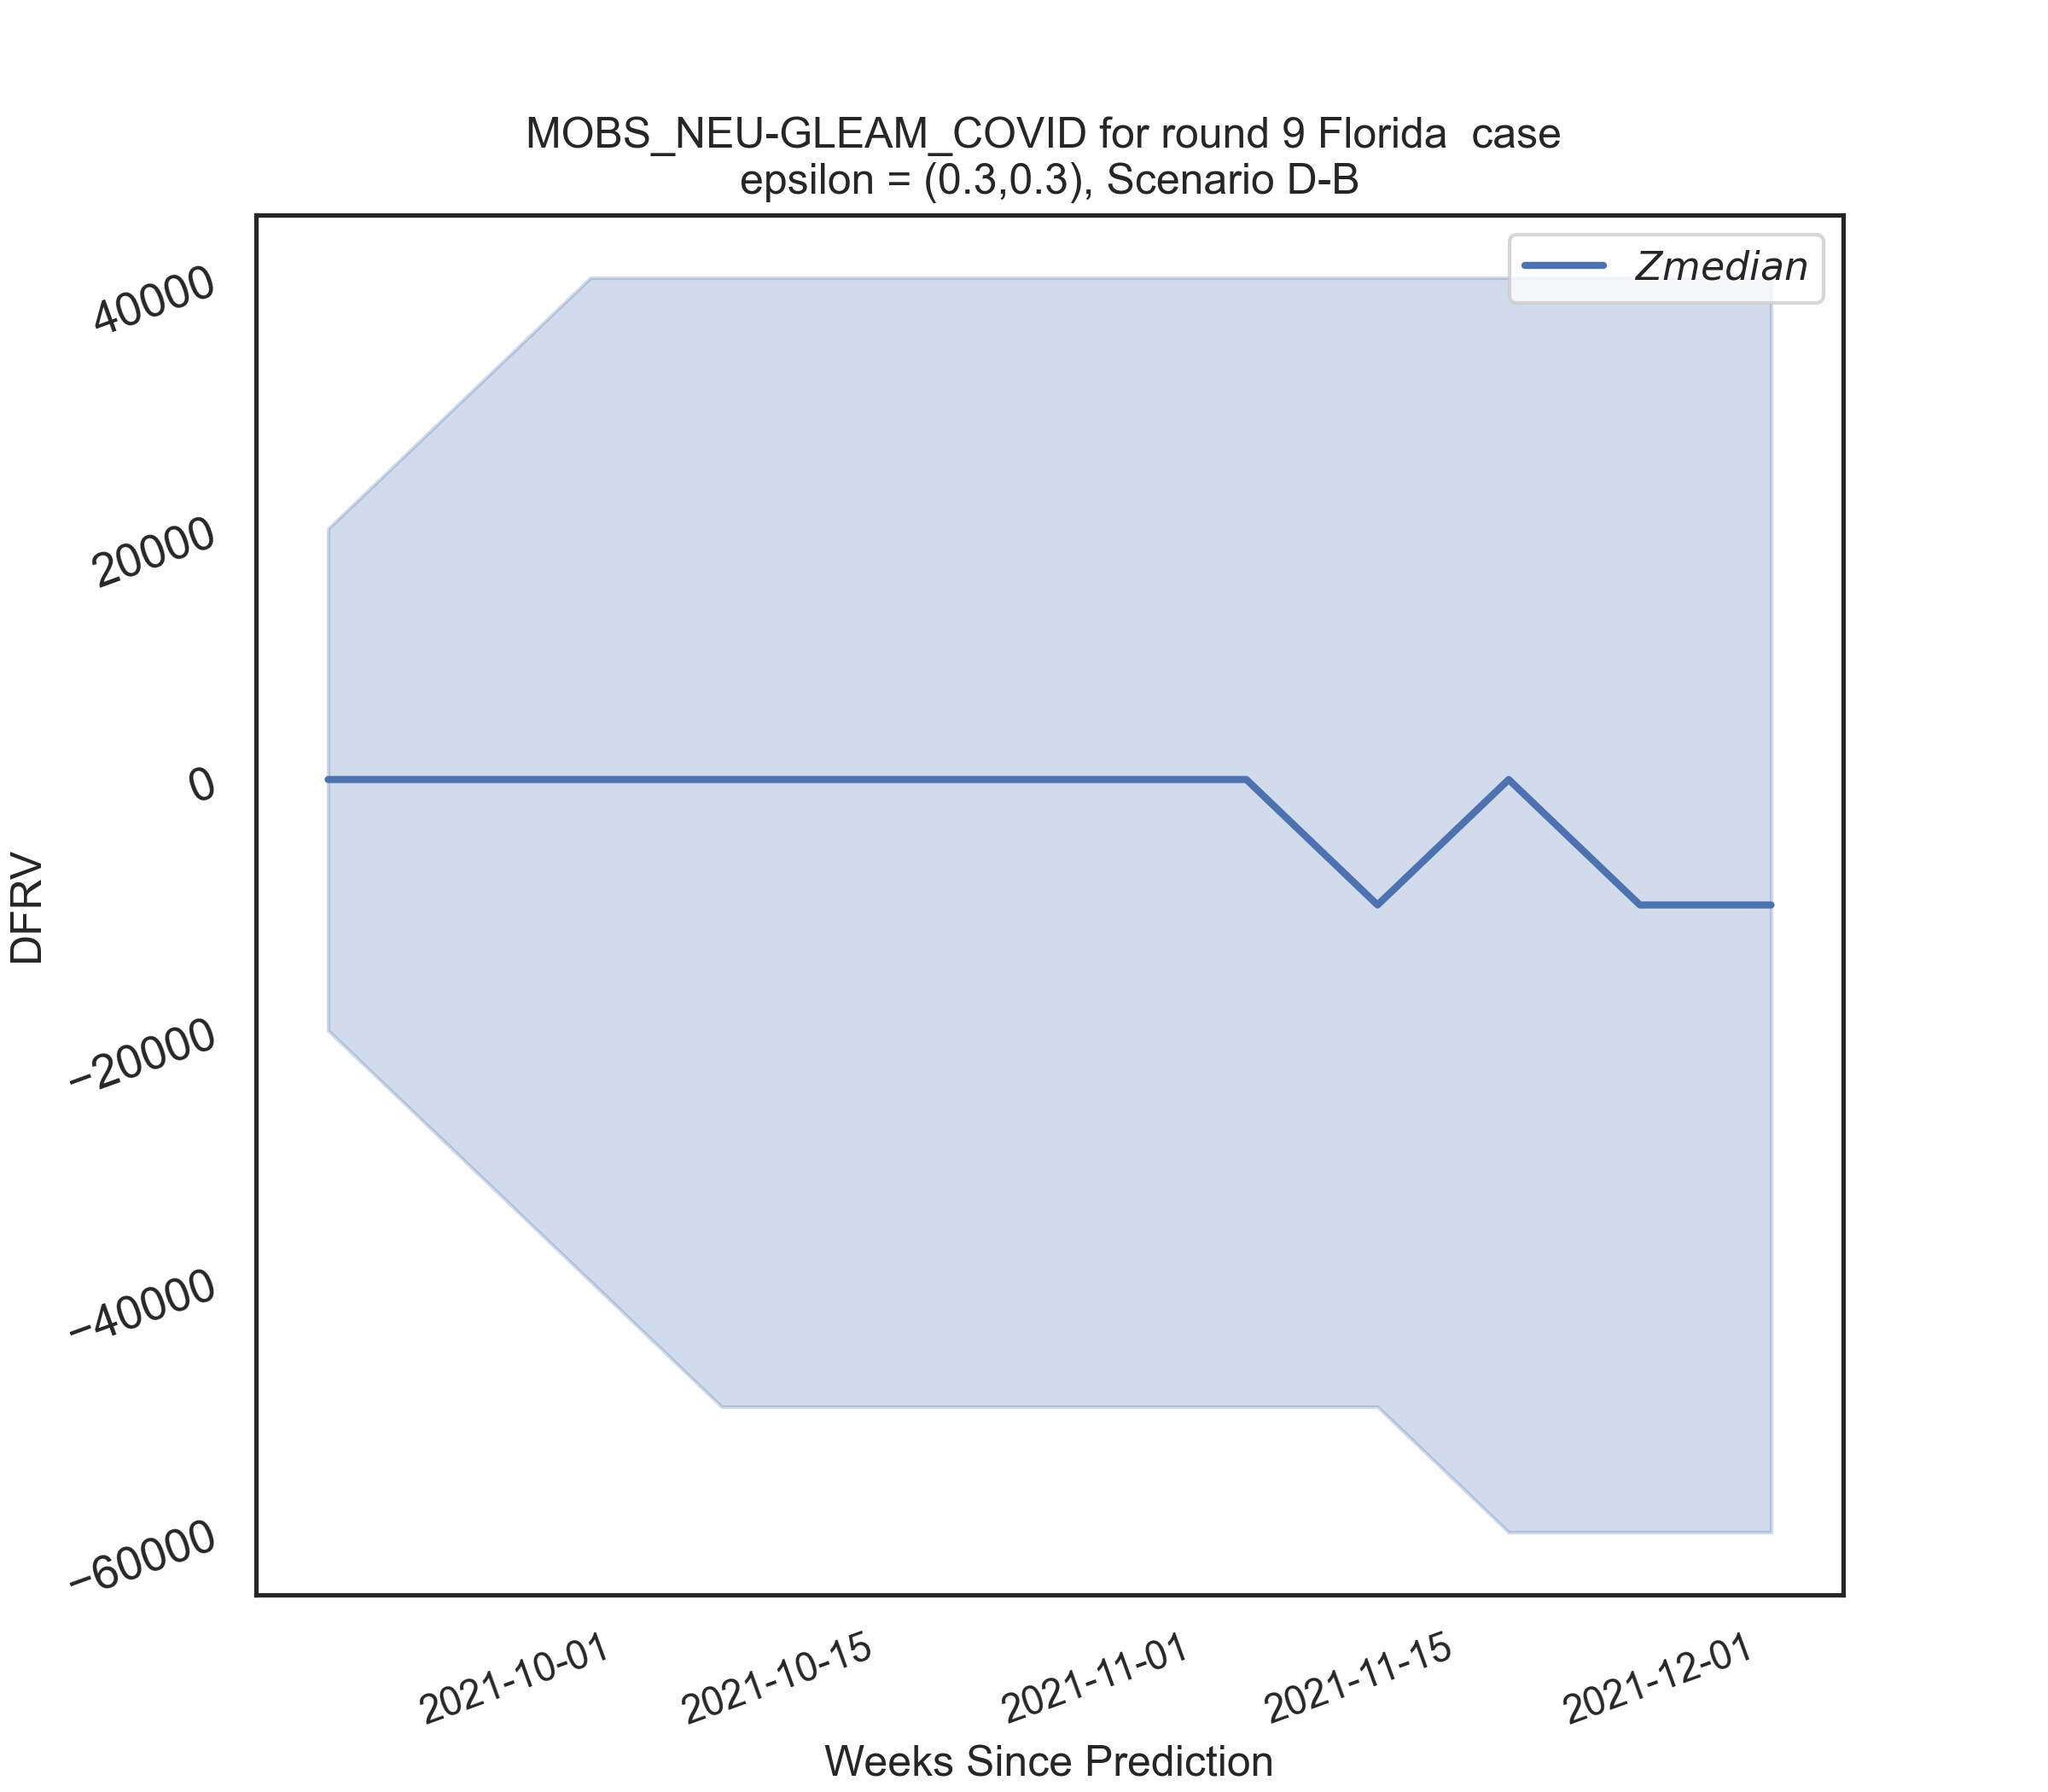 MOBS_NEU-GLEAM_COVID for round 9 Florida  case
epsilon = (0.3,0.3), Scenario D-B
Zmedian
40000
20000
0
−20000
−40000
−60000
DFRV
2021-10-01
2021-10-15
2021-11-01
2021-11-15
2021-12-01
Weeks Since Prediction